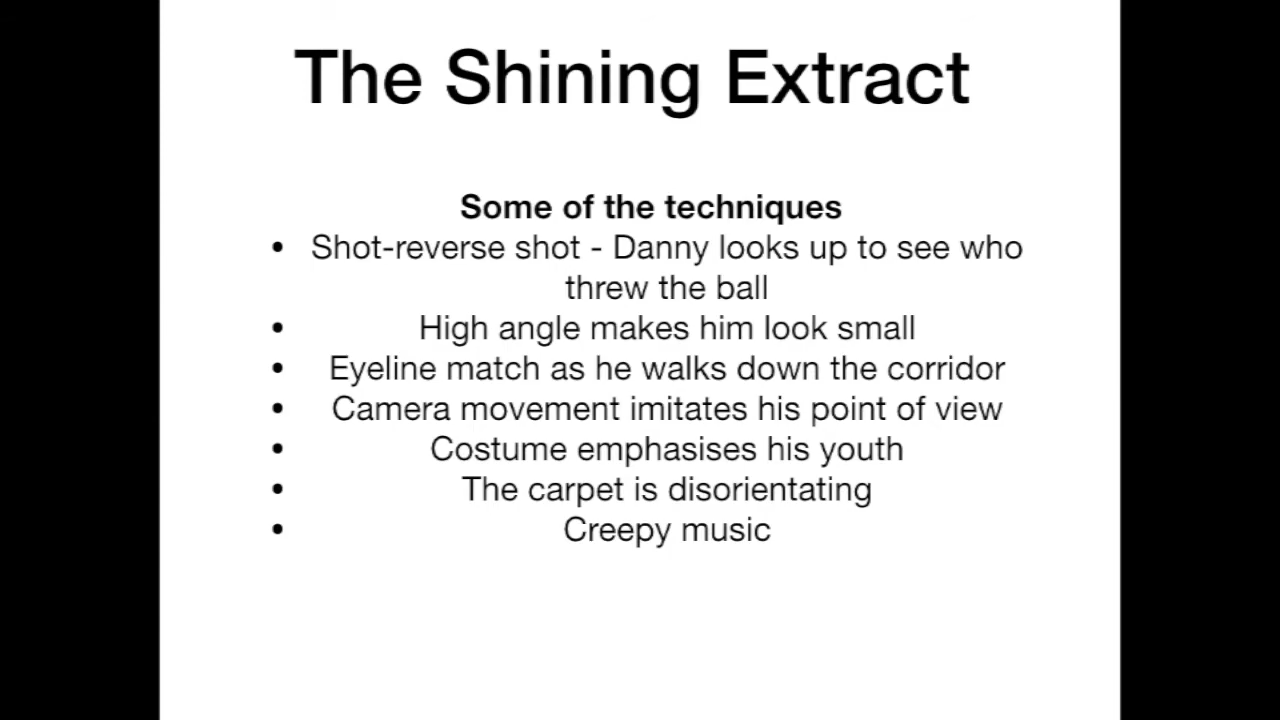 The Shining Extract
Some of the techniques
• Shot-reverse shot - Danny looks up to see who
threw the ball
• High angle makes him look small
• Eyeline match as he walks down the corridor
• Camera movement imitates his point of view
• Costume emphasises his youth
• The carpet is disorientating
• Creepy music